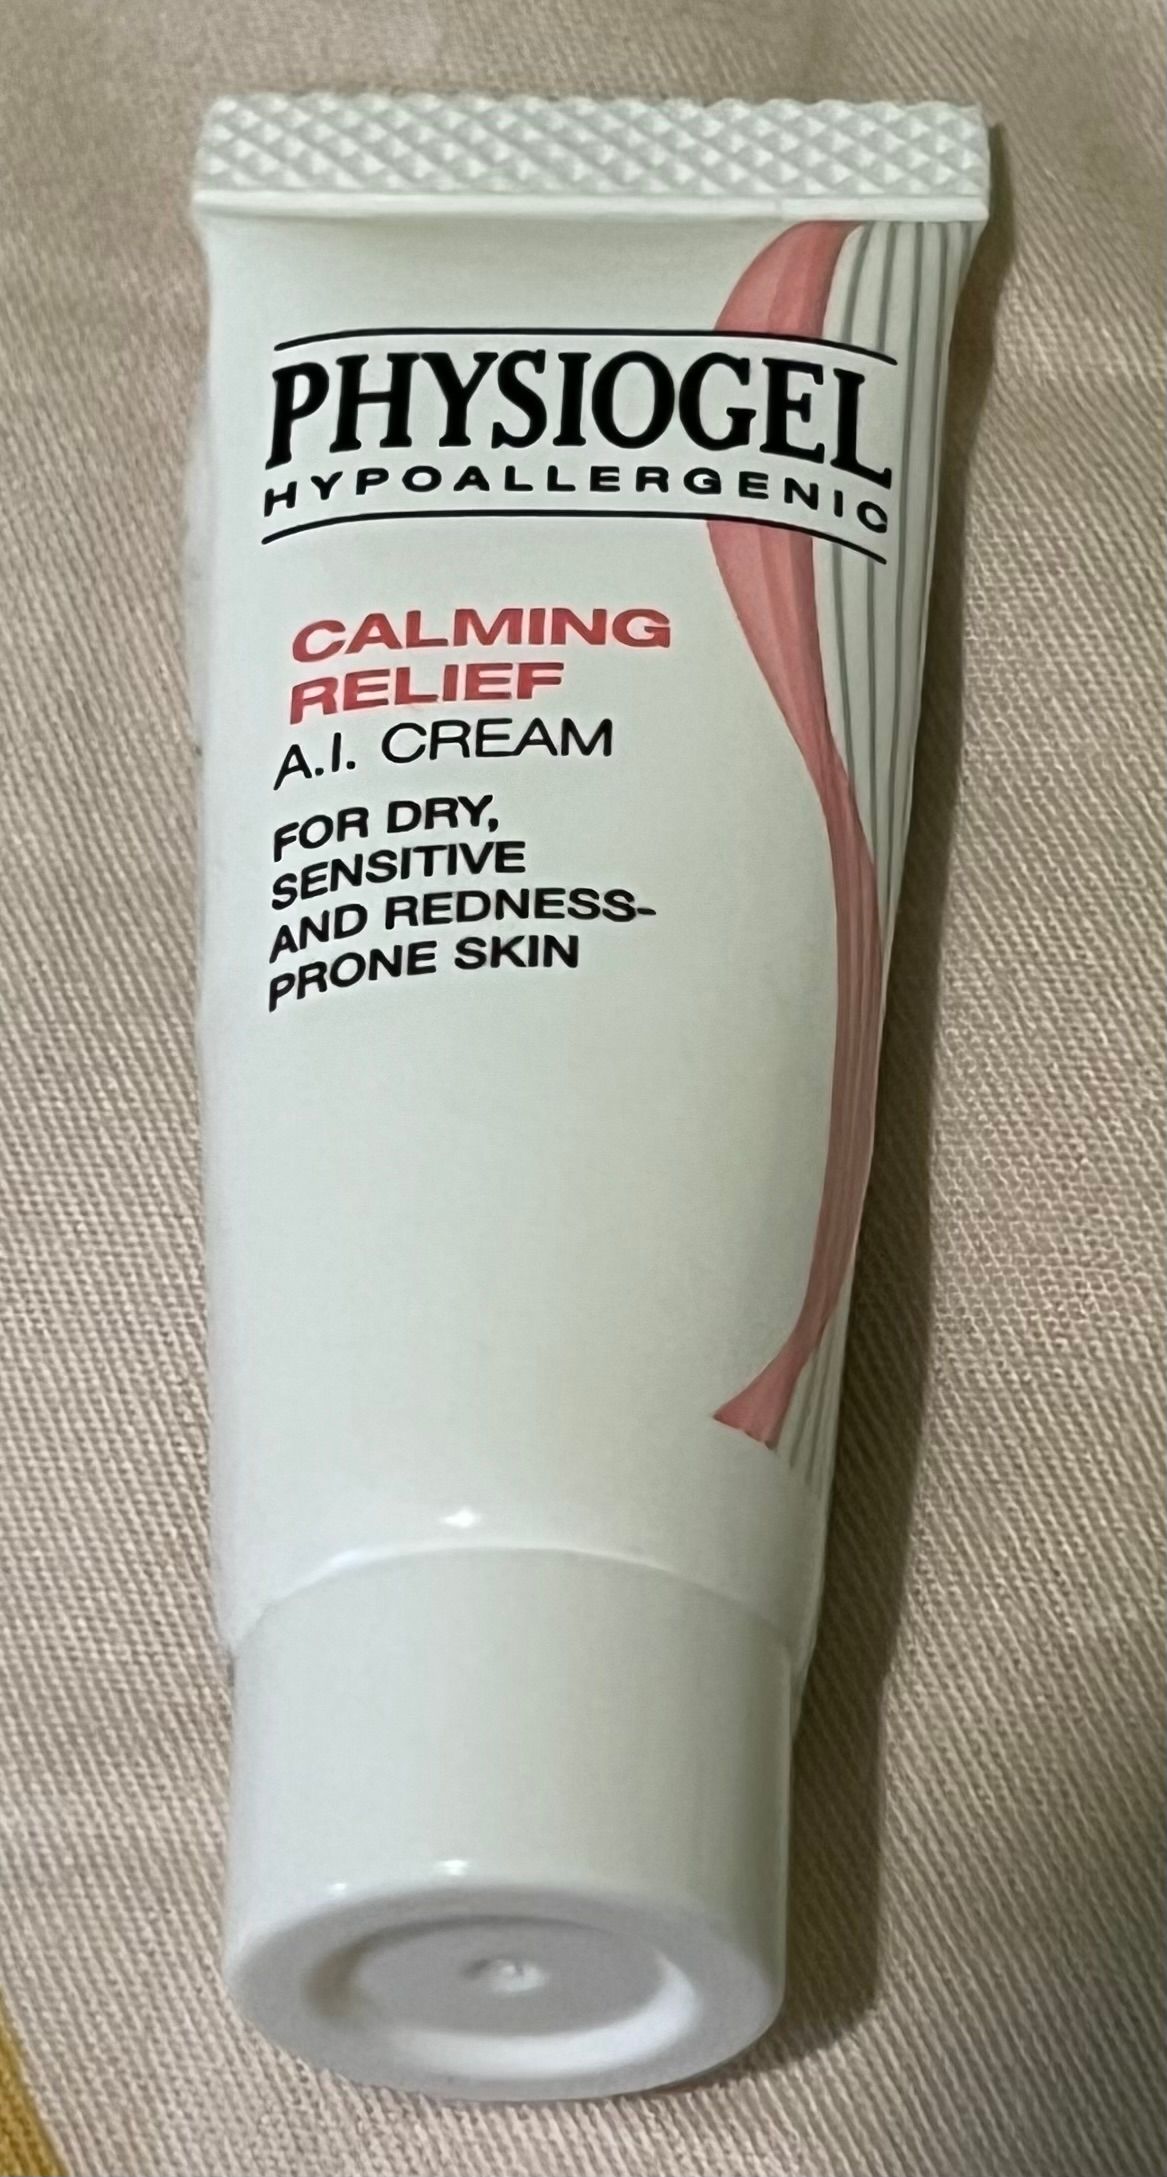 PHYSIOGEL
HYPOALLERGENIC
CALMING
RELIEF
A.I. CREAM
FOR DRY,
SENSITIVE
AND REDNESS-
PRONE SKIN